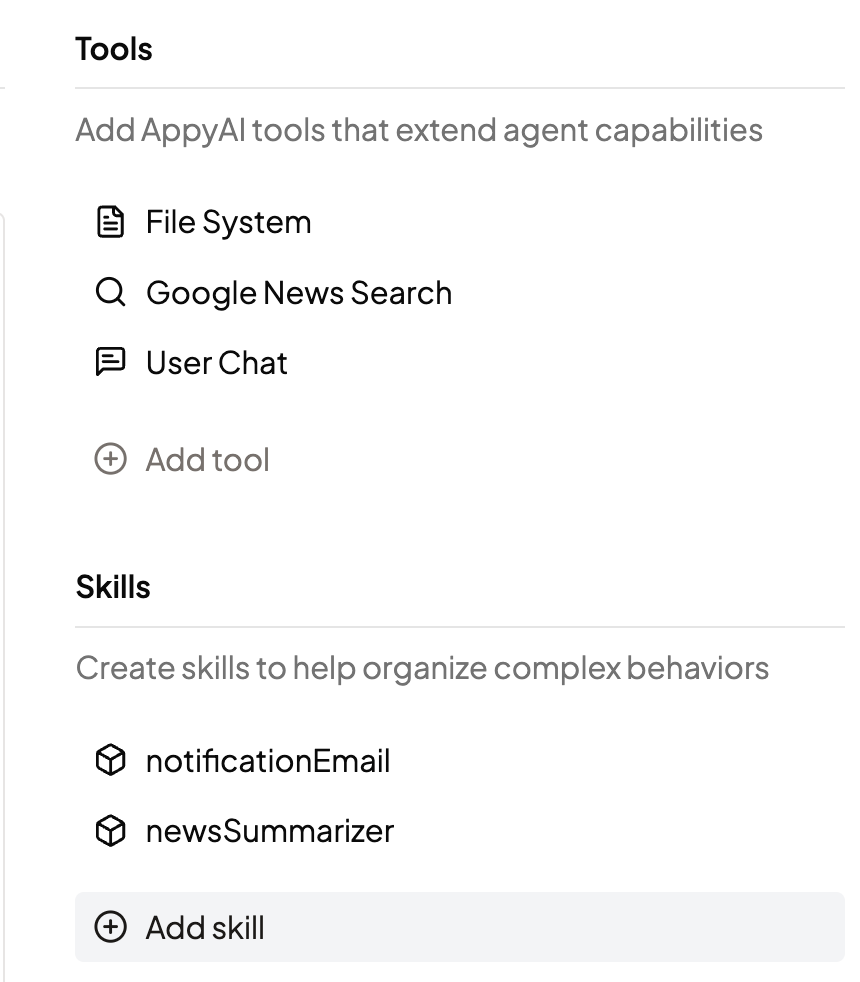 Tools
Add AppyAI tools that extend agent capabilities
File System
Google News Search
User Chat
Add tool
Skills
Create skills to help organize complex behaviors
notificationEmail
newsSummarizer
Add skill